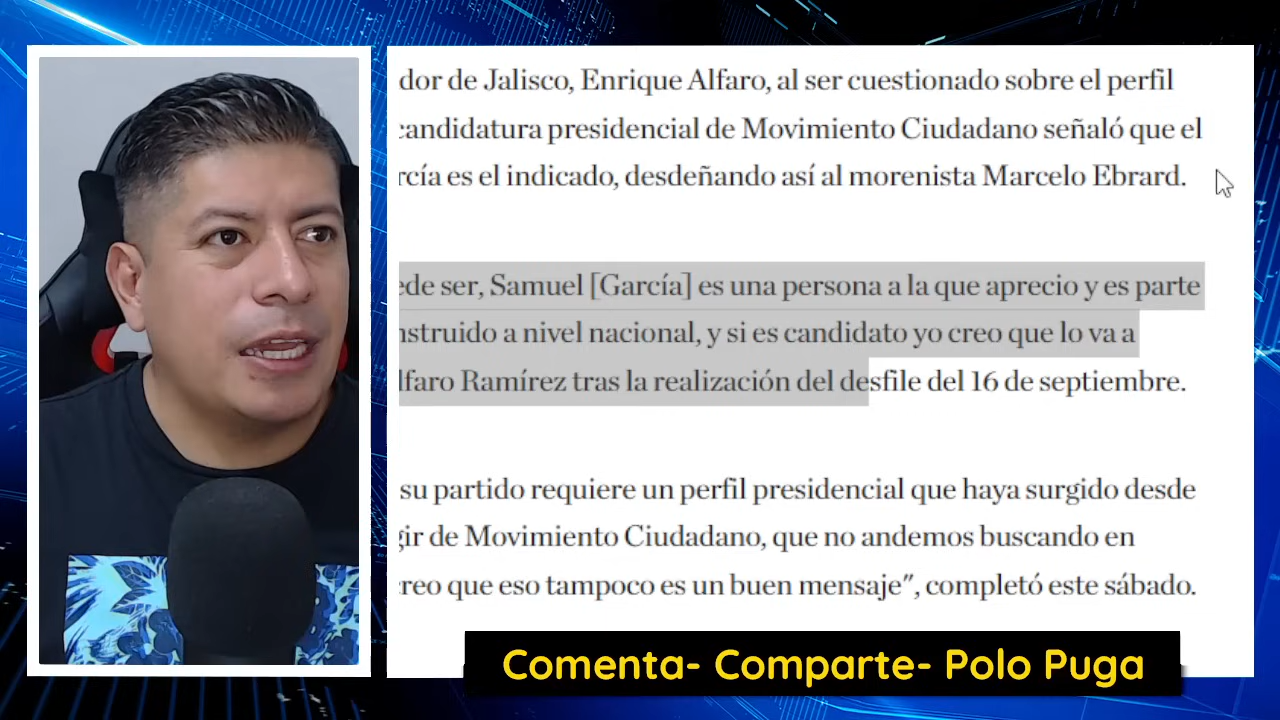 dor de Jalisco, Enrique Alfaro, al ser cuestionado sobre el perfil
candidatura presidencial de Movimiento Ciudadano señaló que el
rcía es el indicado, desdeñando así al morenista Marcelo Ebrard.
ede ser, Samuel [García] es una persona a la que aprecio y es parte
nstruido a nivel nacional, y si es candidato yo creo que lo va a
lfaro Ramírez tras la realización del desfile del 16 de septiembre.
su partido requiere un perfil presidencial que haya surgido desde
gir de Movimiento Ciudadano, que no andemos buscando en
creo que eso tampoco es un buen mensaje", completó este sábado.
Comenta- Comparte- Polo Puga